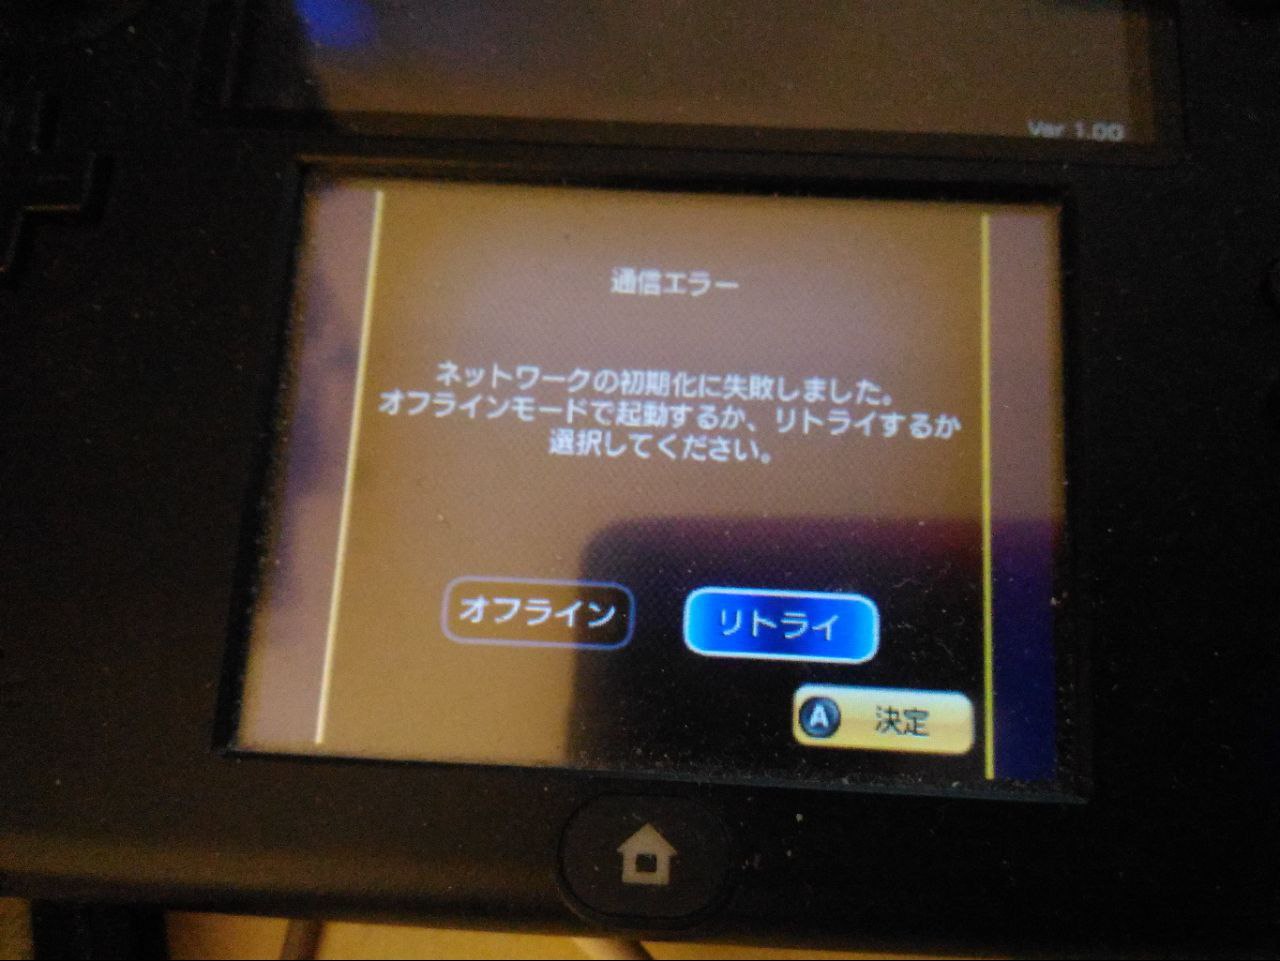 Ver 1.00
通信エラー
ネットワークの初期化に失敗しました。
オフラインモードで起動するか、リトライするか
選択してください。
オフライン
リトライ
A 決定